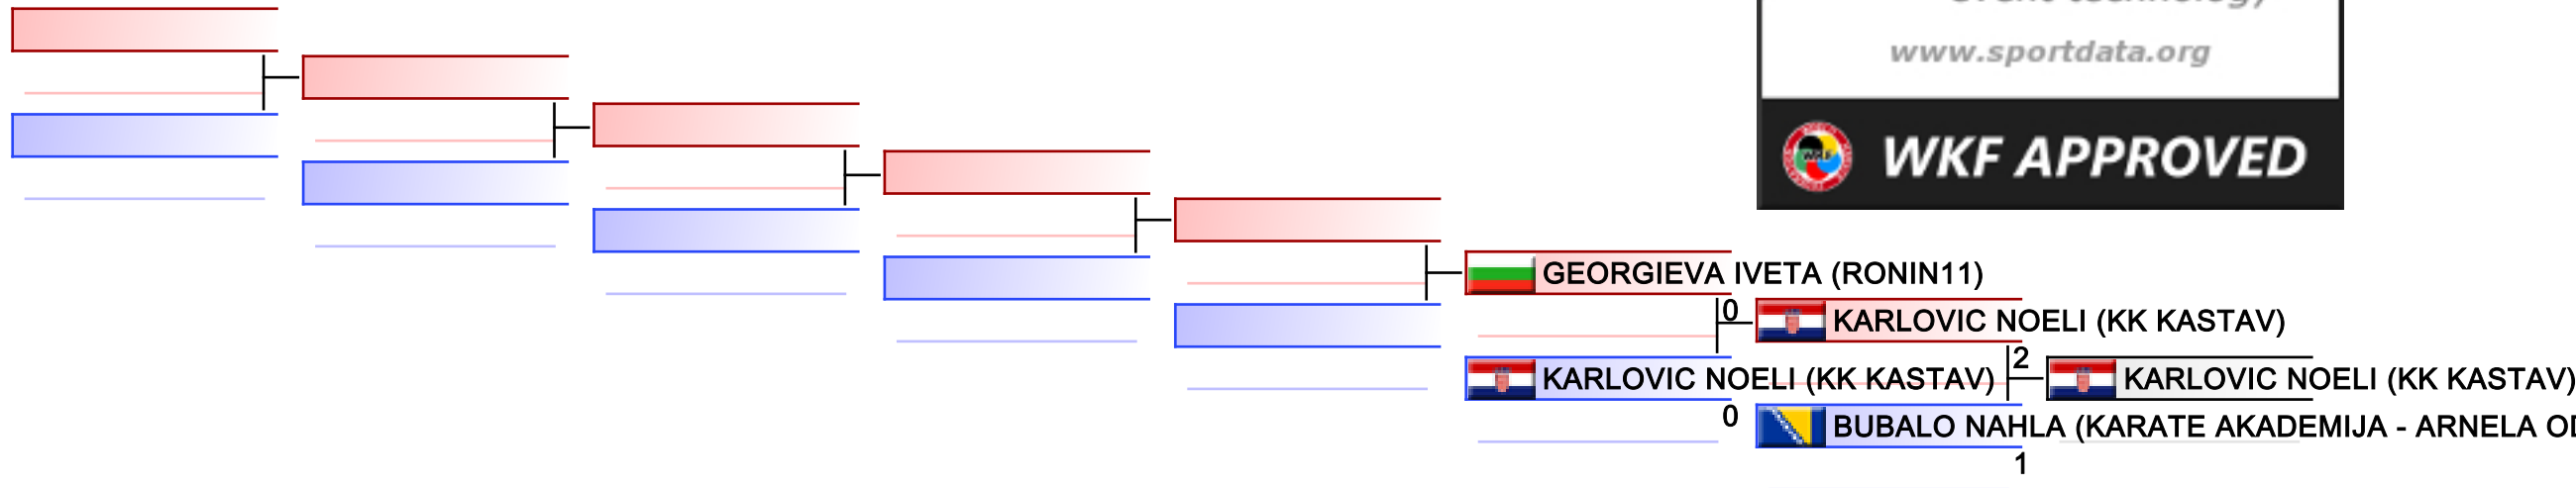 www.sportdata.org
WKF APPROVED
GEORGIEVA IVETA (RONIN11)
0
KARLOVIC NOELI (KK KASTAV)
2
KARLOVIC NOELI (KK KASTAV)
KARLOVIC NOELI (KK KASTAV)
0
BUBALO NAHLA (KARATE AKADEMIJA - ARNELA
1